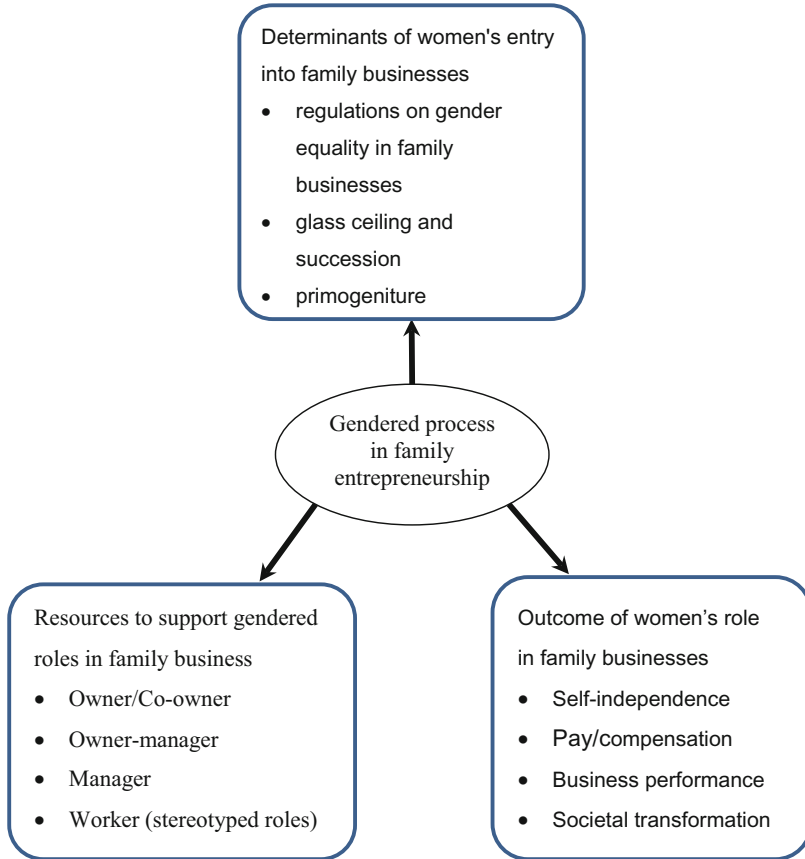 Determinants of women's entry
into family businesses
• regulations on gender
equality in family
businesses
• glass ceiling and
succession
• primogeniture
Gendered process
in family
entrepreneurship
Resources to support gendered
roles in family business
• Owner/Co-owner
• Owner-manager
• Manager
• Worker (stereotyped roles)
Outcome of women’s role
in family businesses
• Self-independence
• Pay/compensation
• Business performance
• Societal transformation